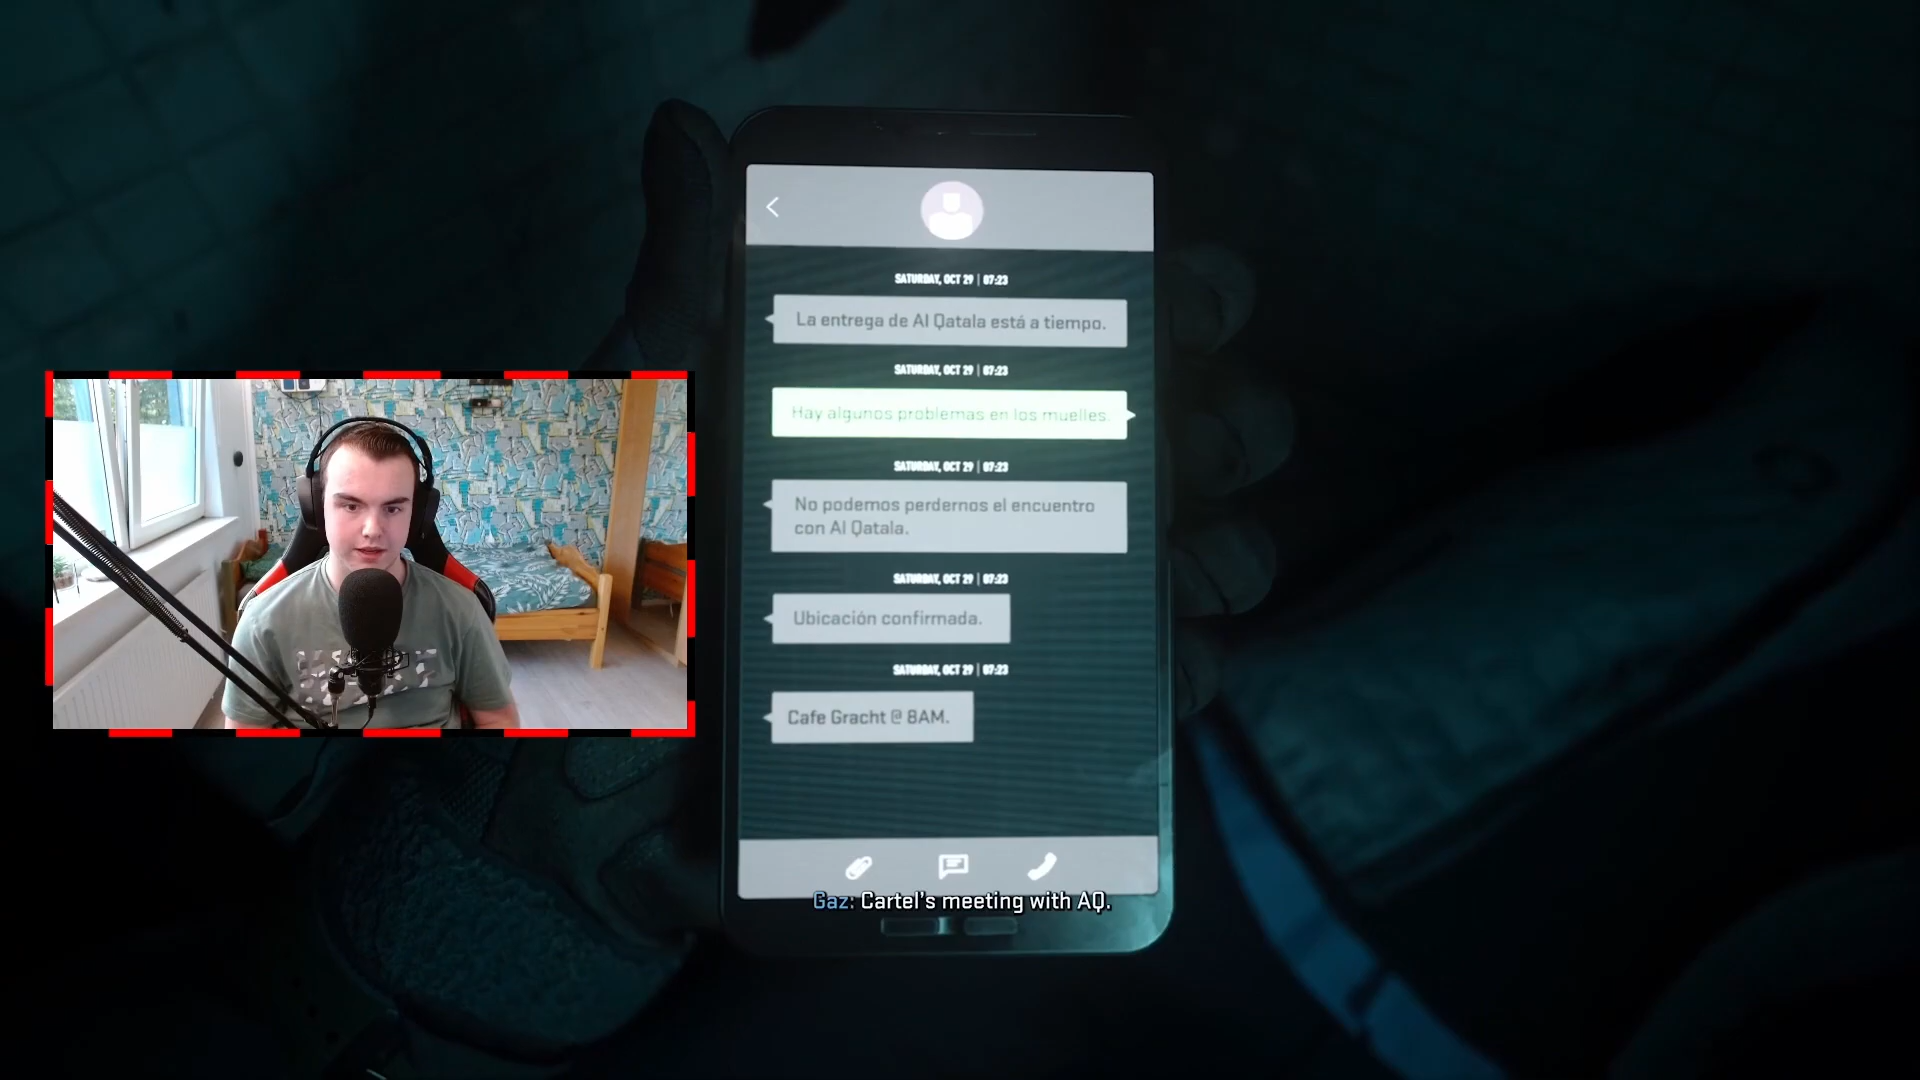 SATURDAY, OCT 29 | 07:23
La entrega de Al Qatala está a tiempo.
SATURDAY, OCT 29 | 07:23
Hay algunos problemas en los muelles.
SATURDAY, OCT 29 | 07:23
No podemos perdernos el encuentro
con Al Qatala.
SATURDAY, OCT 29 | 07:23
Ubicación confirmada.
SATURDAY, OCT 29 | 07:23
Cafe Gracht @ 8AM.
Gaz: Cartel's meeting with AQ.